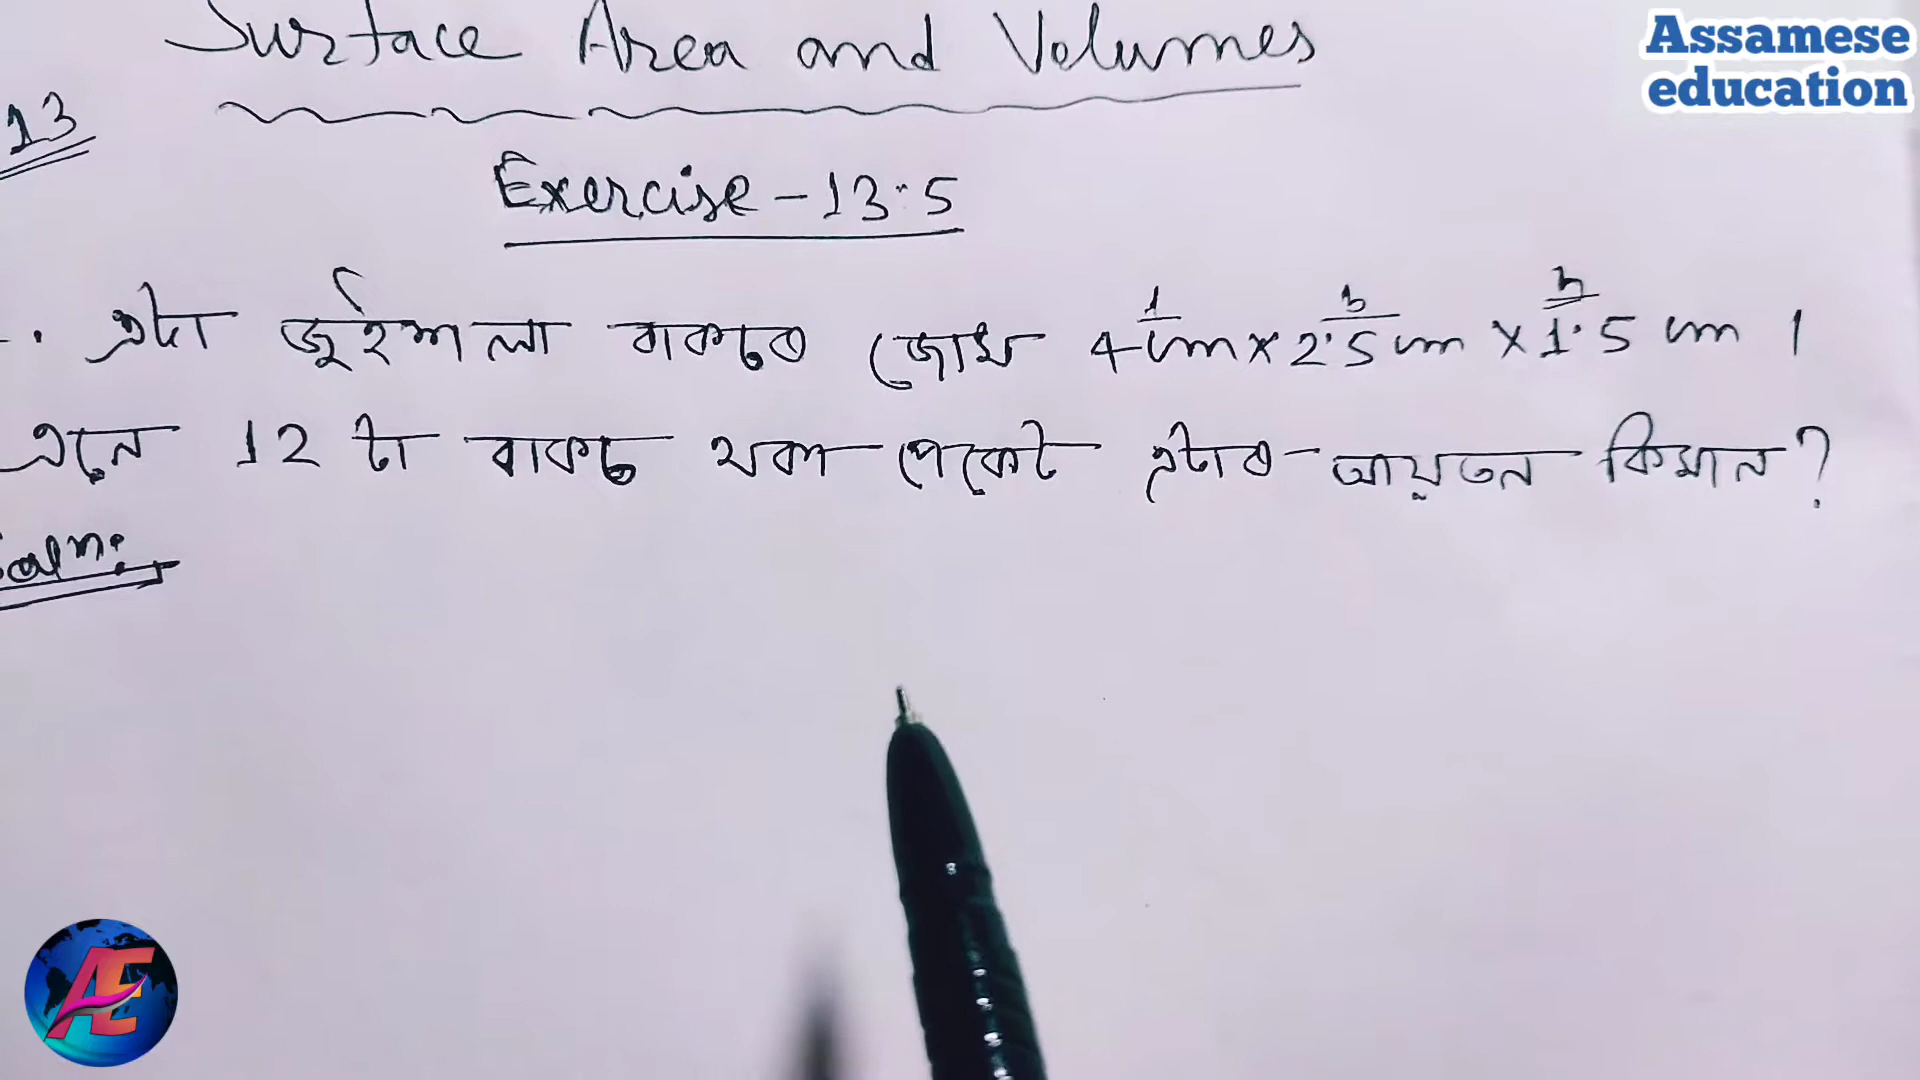 Surface Area and Volumes
Assamese
education
13
Exercise - 13.5
l b h
এটা জুইশলা বাকচৰ জোখ 4 cm x 2.5 cm x 1.5 cm ।
এনে 12 টা বাকচ থকা পেকেট এটাৰ আয়তন কিমান?
Soln:
AE